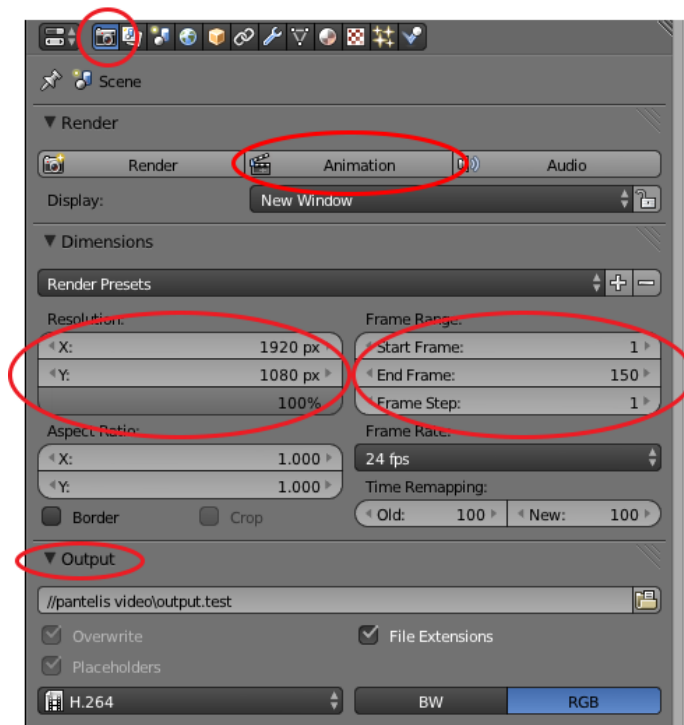 Scene
Render
Render Animation Audio
Display: New Window
Dimensions
Render Presets
Resolution: Frame Range:
X: 1920 px Start Frame: 1
Y: 1080 px End Frame: 150
100% Frame Step: 1
Aspect Ratio: Frame Rate:
X: 1.000 24 fps
Y: 1.000 Time Remapping:
Border Crop Old: 100 New: 100
Output
//pantelis video\output.test
Overwrite File Extensions
Placeholders
H.264 BW RGB